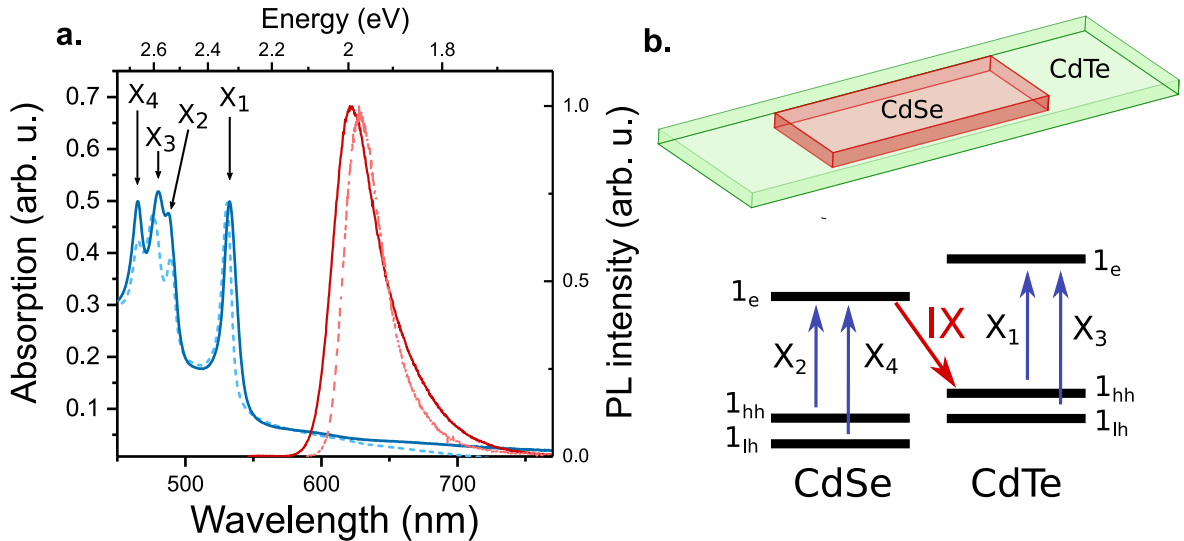 a.
Energy (eV)
2.6 2.4 2.2 2 1.8
Absorption (arb. u.)
0.7
0.6
0.5
0.4
0.3
0.2
0.1
X4
X3
X2
X1
1.0
0.5
0.0
PL intensity (arb. u.)
500 600 700
Wavelength (nm)
b.
CdTe
CdSe
1e
1e
IX
X1
X3
X2
X4
1hh
1hh
1lh
1lh
CdSe
CdTe